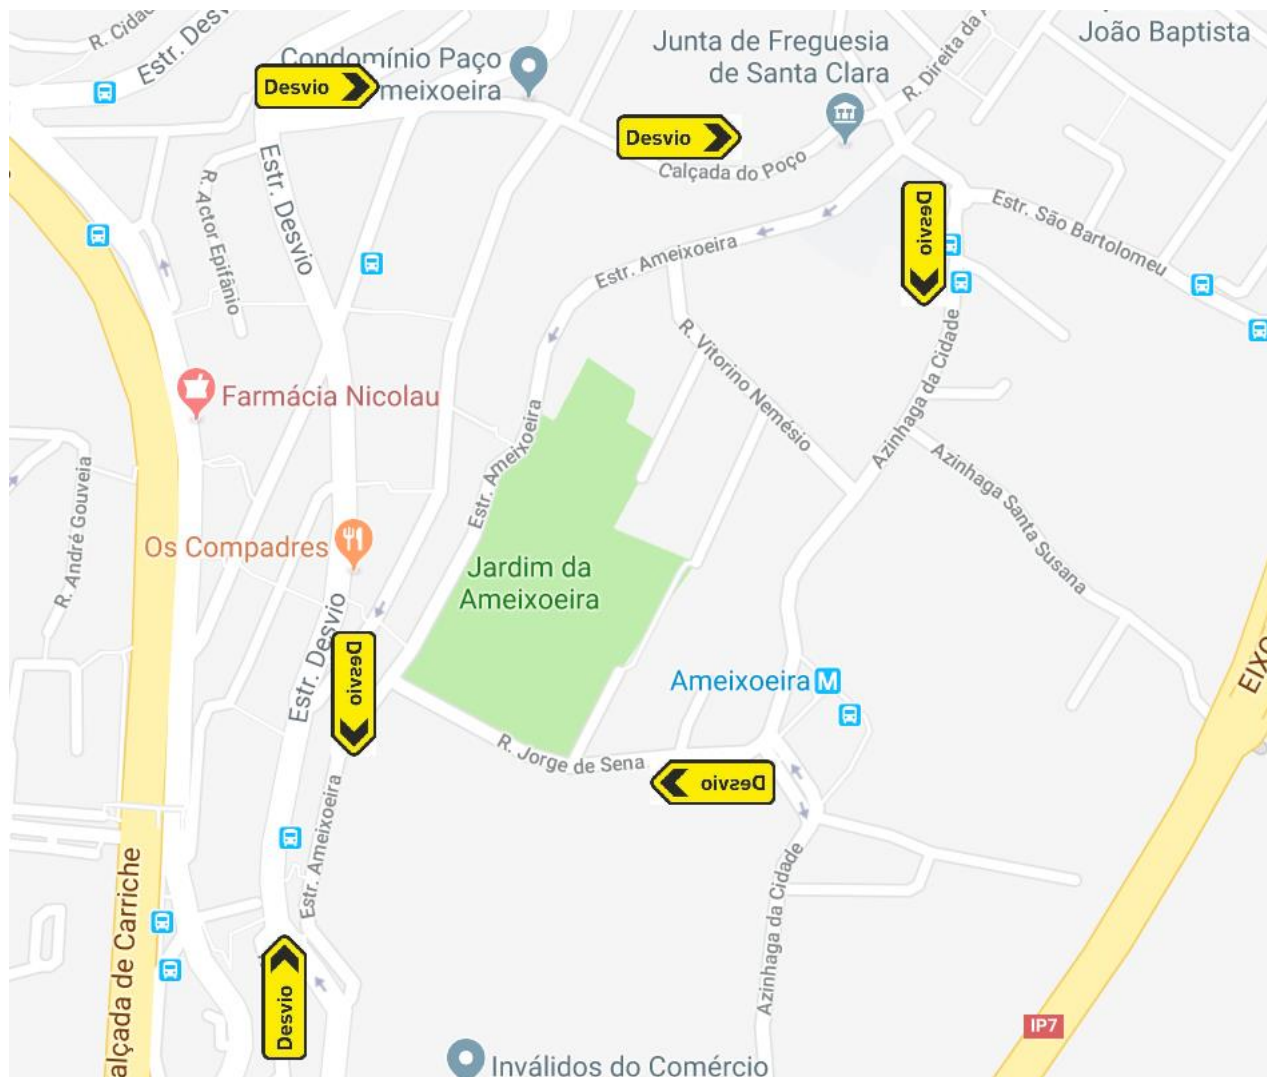 R. Cida
Estr. Des
Condomínio Paço
meixoeira
Desvio
Junta de Freguesia
de Santa Clara
R. Direita da
João Baptista
Desvio
Calçada do Poço
Estr. Desvio
R. Actor Epifânio
Desvio
Estr. São Bartolomeu
Estr. Ameixoeira
R. Vitorino Nemésio
Azinhaga da Cidade
Farmácia Nicolau
Estr. Ameixoeira
Azinhaga Santa Susana
R. André Gouveia
Os Compadres
Jardim da
Ameixoeira
Estr. Desvio
Desvio
Ameixoeira M
EIXO
R. Jorge de Sena
Desvio
Estr. Ameixoeira
Azinhaga da Cidade
alçada de Carriche
Desvio
IP7
Inválidos do Comércio